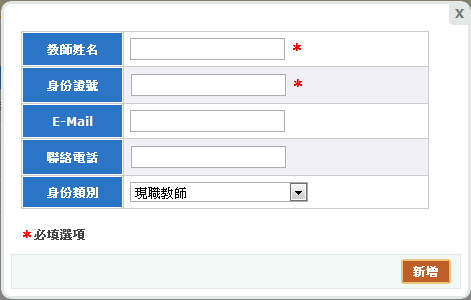 X
教師姓名 *
身份證號 *
E-Mail
聯絡電話
身份類別 現職教師
*必填選項
新增